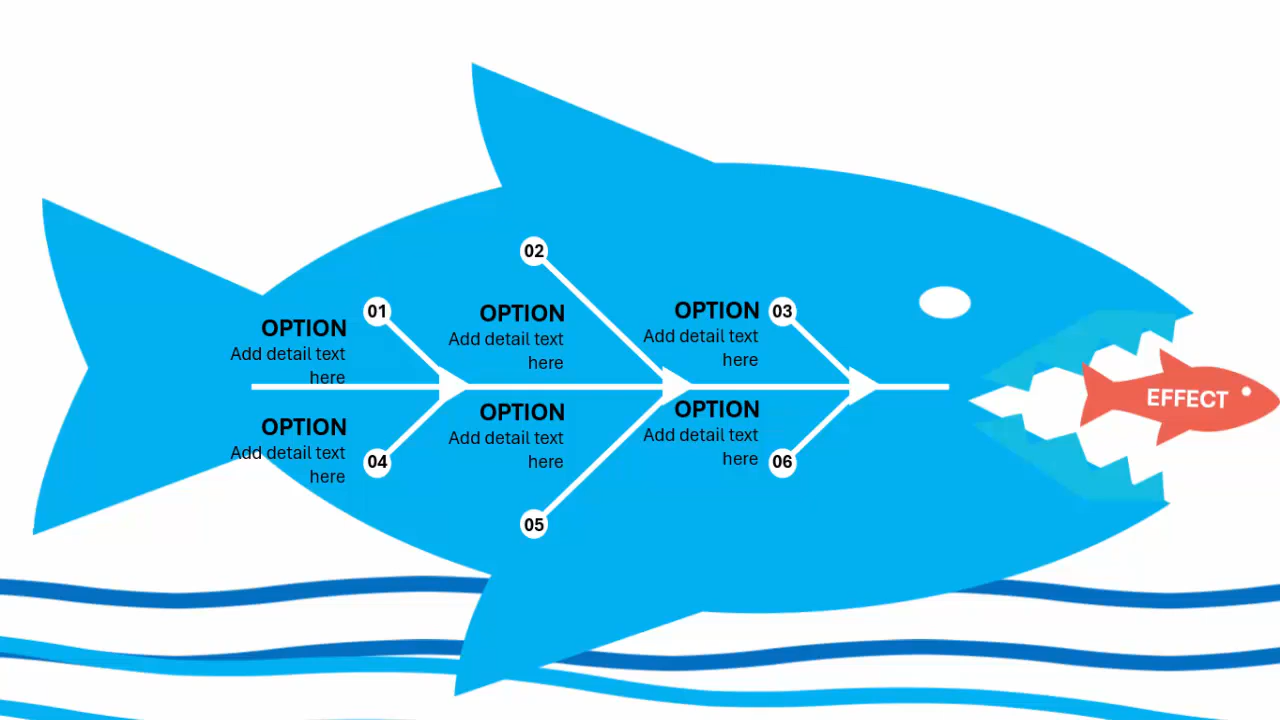 02
01
OPTION
Add detail text
here
OPTION
Add detail text
here
OPTION
Add detail text
here
03
EFFECT
OPTION
Add detail text
here
04
OPTION
Add detail text
here
05
OPTION
Add detail text
here
06